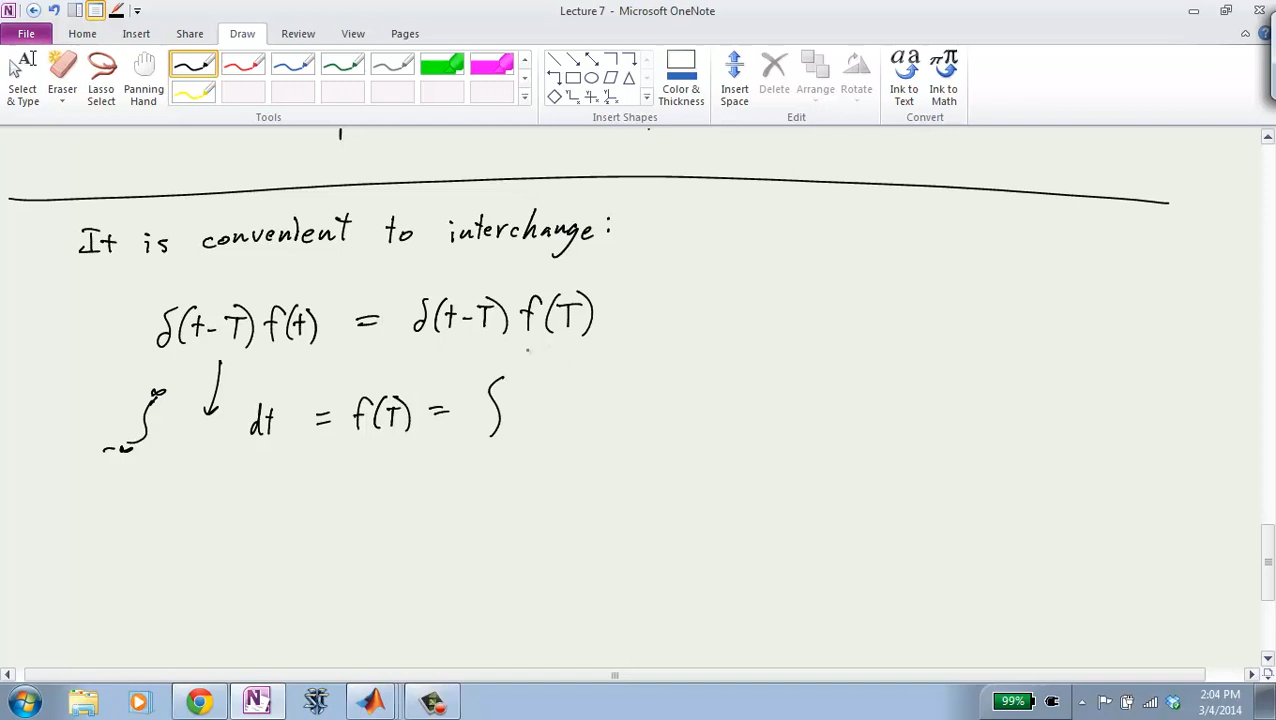 Lecture 7 - Microsoft OneNote
File Home Insert Share Draw Review View Pages
Select & Type Eraser Lasso Select Panning Hand Color & Thickness Insert Space Delete Arrange Rotate Ink to Text Ink to Math
Tools Insert Shapes Edit Convert
It is convenient to interchange:
δ(t-T) f(t) = δ(t-T) f(T)
∫ -∞ ∞ ↓ dt = f(T) = ∫
99% 2:04 PM
3/4/2014